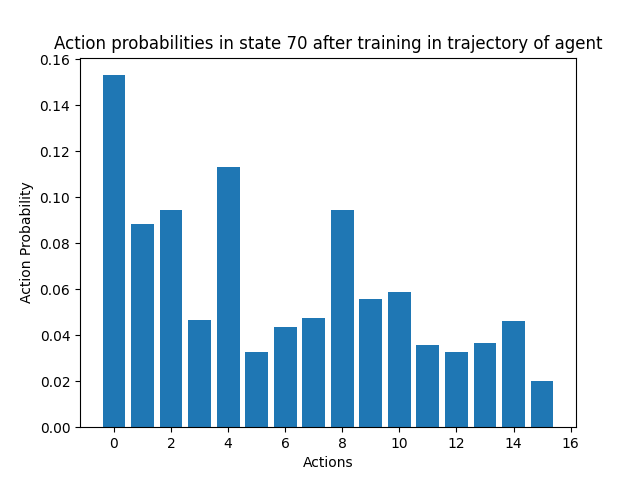 Action probabilities in state 70 after training in trajectory of agent
0.16
0.14
0.12
0.10
0.08
0.06
0.04
0.02
0.00
Action Probability
0 2 4 6 8 10 12 14 16
Actions